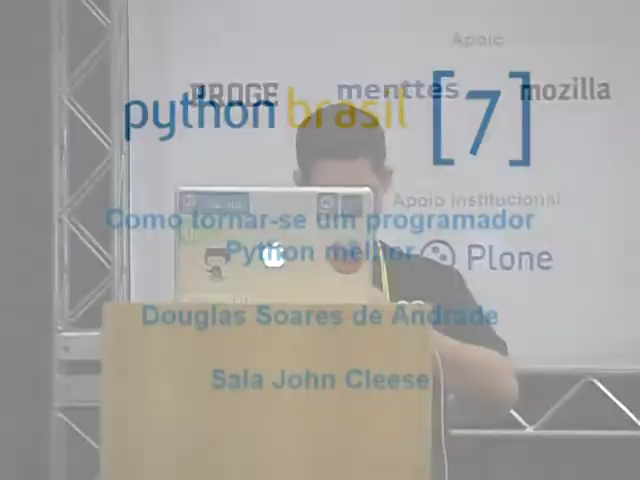 Apoio
PROGE menttes mozilla
python brasil [7]
Apoio institucional
Como tornar-se um programador
Python melhor
Plone
Douglas Soares de Andrade
Sala John Cleese